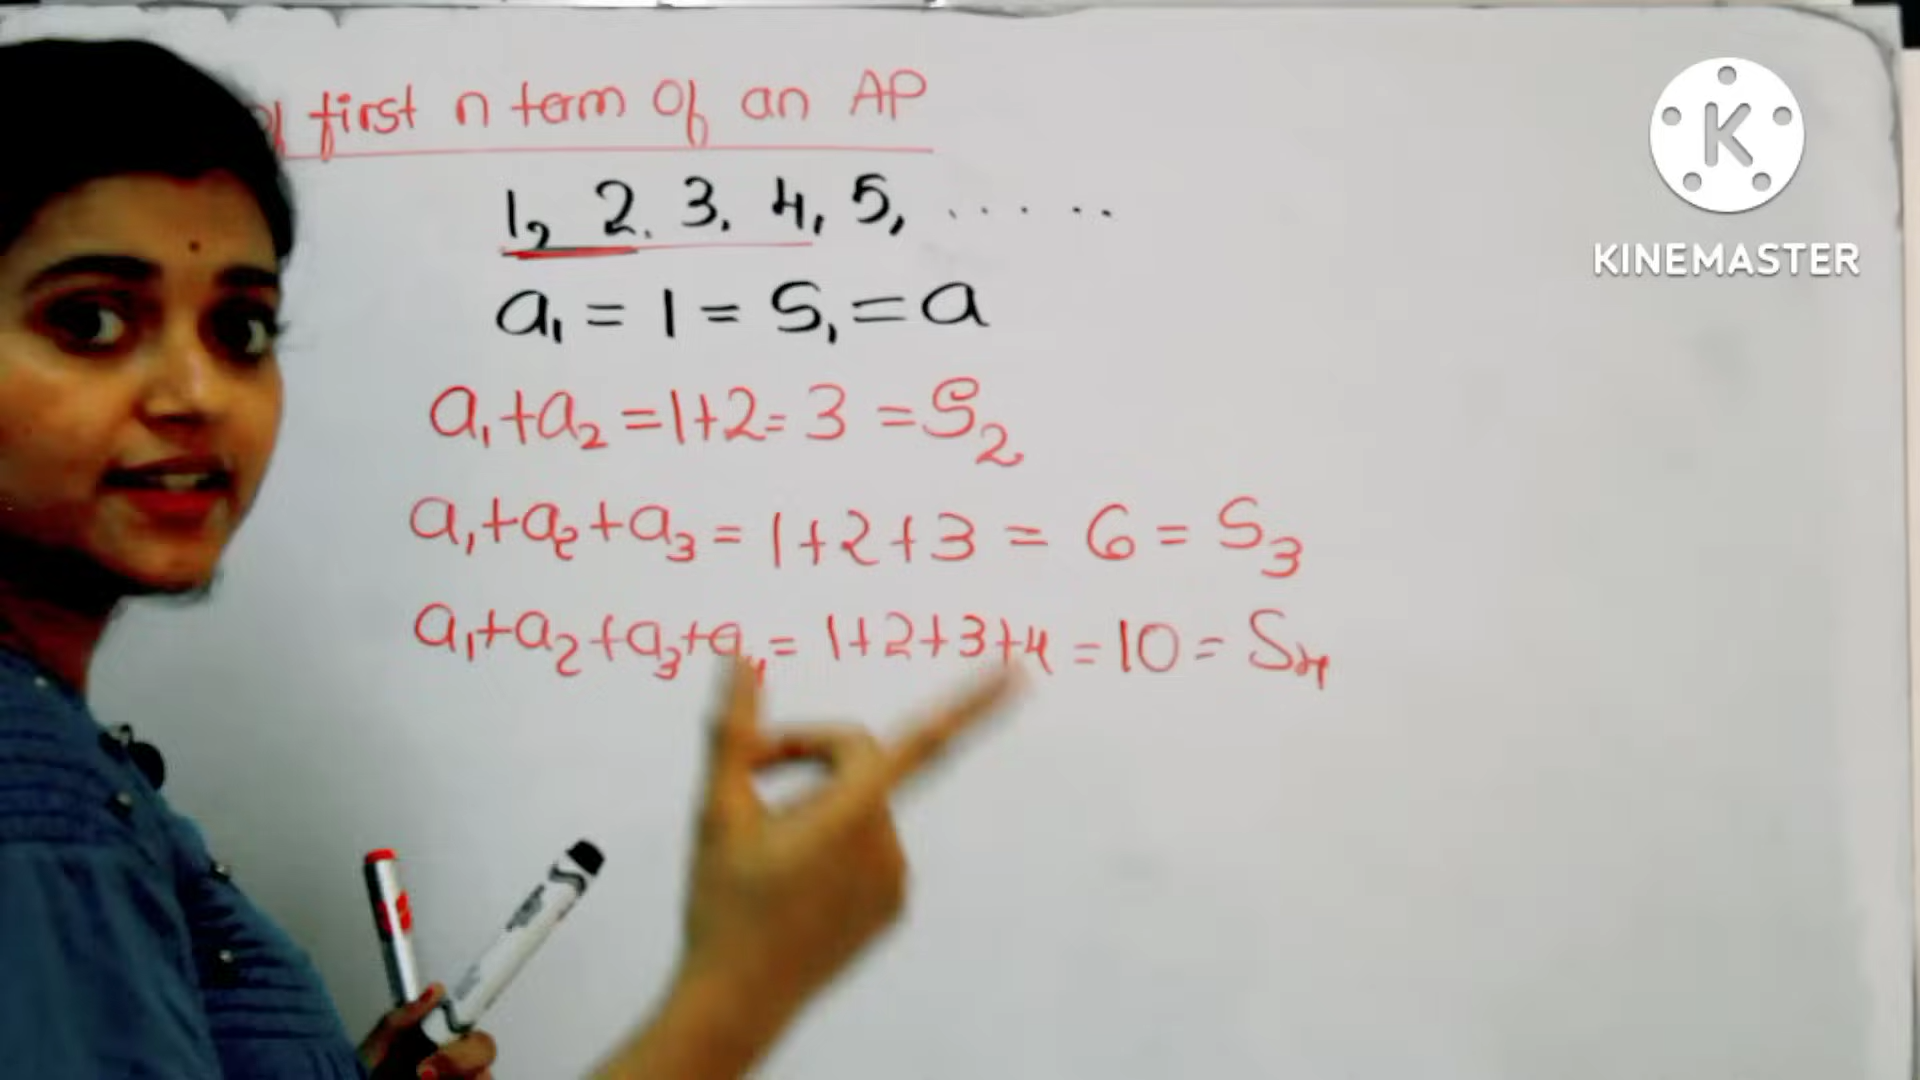 first n term Of an AP
1, 2. 3. 4, 5, . . . . .
a₁ = 1 = S₁ = a
a₁+a₂ = 1+2 = 3 = S₂
a₁+a₂+a₃ = 1+2+3 = 6 = S₃
a₁+a₂+a₃+a₄ = 1+2+3+4 = 10 = S₄
K
KINEMASTER